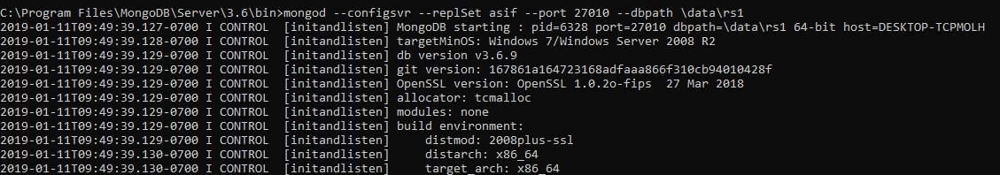 C:\Program Files\MongoDB\Server\3.6\bin>mongod --configsvr --replSet asif --port 27010 --dbpath \data\rs1
2019-01-11T09:49:39.127-0700 I CONTROL  [initandlisten] MongoDB starting : pid=6328 port=27010 dbpath=\data\rs1 64-bit host=DESKTOP-TCPMOLH
2019-01-11T09:49:39.128-0700 I CONTROL  [initandlisten] targetMinOS: Windows 7/Windows Server 2008 R2
2019-01-11T09:49:39.129-0700 I CONTROL  [initandlisten] db version v3.6.9
2019-01-11T09:49:39.129-0700 I CONTROL  [initandlisten] git version: 167861a164723168adfaaa866f310cb94010428f
2019-01-11T09:49:39.129-0700 I CONTROL  [initandlisten] OpenSSL version: OpenSSL 1.0.2o-fips  27 Mar 2018
2019-01-11T09:49:39.129-0700 I CONTROL  [initandlisten] allocator: tcmalloc
2019-01-11T09:49:39.129-0700 I CONTROL  [initandlisten] modules: none
2019-01-11T09:49:39.129-0700 I CONTROL  [initandlisten] build environment:
2019-01-11T09:49:39.129-0700 I CONTROL  [initandlisten]     distmod: 2008plus-ssl
2019-01-11T09:49:39.130-0700 I CONTROL  [initandlisten]     distarch: x86_64
2019-01-11T09:49:39.130-0700 I CONTROL  [initandlisten]     target_arch: x86_64